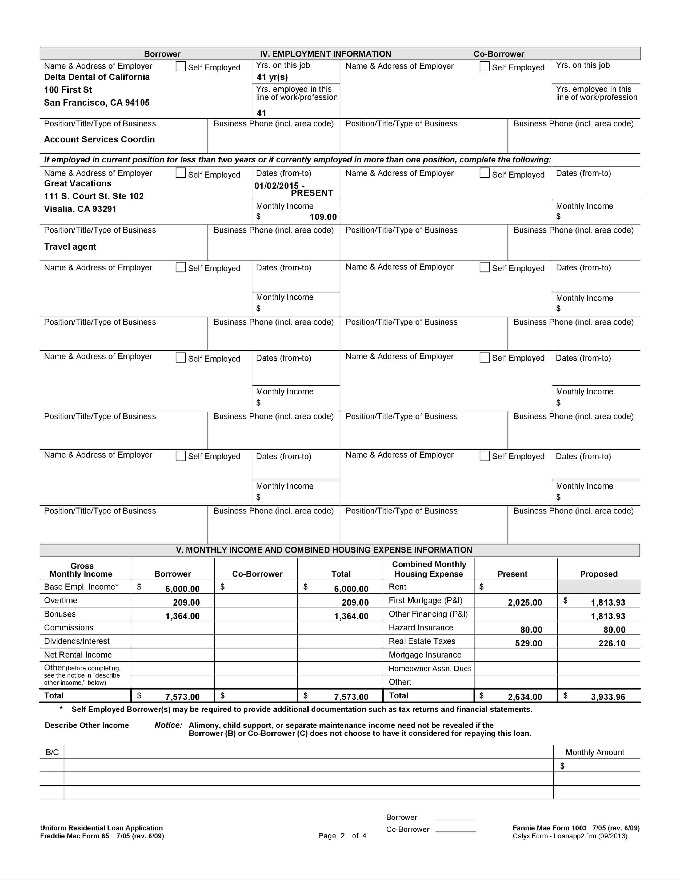 Borrower IV. EMPLOYMENT INFORMATION Co-Borrower
Name & Address of Employer Self Employed Yrs. on this job Name & Address of Employer Self Employed Yrs. on this job
Delta Dental of California 41 yr(s)
100 First St Yrs. employed in this line of work/profession Yrs. employed in this line of work/profession
San Francisco, CA 94105
41
Position/Title/Type of Business Business Phone (incl. area code) Position/Title/Type of Business Business Phone (incl. area code)
Account Services Coordin
If employed in current position for less than two years or if currently employed in more than one position, complete the following:
Name & Address of Employer Self Employed Dates (from-to) Name & Address of Employer Self Employed Dates (from-to)
Great Vacations 01/02/2015 -
111 S. Court St. Ste 102 PRESENT
Visalia, CA 93291 Monthly Income Monthly Income
$ 109.00 $
Position/Title/Type of Business Business Phone (incl. area code) Position/Title/Type of Business Business Phone (incl. area code)
Travel agent
Name & Address of Employer Self Employed Dates (from-to) Name & Address of Employer Self Employed Dates (from-to)
Monthly Income Monthly Income
$ $
Position/Title/Type of Business Business Phone (incl. area code) Position/Title/Type of Business Business Phone (incl. area code)
Name & Address of Employer Self Employed Dates (from-to) Name & Address of Employer Self Employed Dates (from-to)
Monthly Income Monthly Income
$ $
Position/Title/Type of Business Business Phone (incl. area code) Position/Title/Type of Business Business Phone (incl. area code)
Name & Address of Employer Self Employed Dates (from-to) Name & Address of Employer Self Employed Dates (from-to)
Monthly Income Monthly Income
$ $
Position/Title/Type of Business Business Phone (incl. area code) Position/Title/Type of Business Business Phone (incl. area code)
V. MONTHLY INCOME AND COMBINED HOUSING EXPENSE INFORMATION
Gross Monthly Income Borrower Co-Borrower Total Combined Monthly Housing Expense Present Proposed
Base Empl. Income* $ 6,000.00 $ $ 6,000.00 Rent $
Overtime 209.00 209.00 First Mortgage (P&I) 2,025.00 $ 1,813.93
Bonuses 1,364.00 1,364.00 Other Financing (P&I) 1,813.93
Commissions Hazard Insurance 80.00 80.00
Dividends/Interest Real Estate Taxes 529.00 226.10
Net Rental Income Mortgage Insurance
Other (before completing, see the notice in "describe other income," below) Homeowner Assn. Dues
Other:
Total $ 7,573.00 $ $ 7,573.00 Total $ 2,634.00 $ 3,933.96
* Self Employed Borrower(s) may be required to provide additional documentation such as tax returns and financial statements.
Describe Other Income Notice: Alimony, child support, or separate maintenance income need not be revealed if the
Borrower (B) or Co-Borrower (C) does not choose to have it considered for repaying this loan.
B/C Monthly Amount
$
Borrower
Co-Borrower
Uniform Residential Loan Application Fannie Mae Form 1003 7/05 (rev. 6/09)
Freddie Mac Form 65 7/05 (rev. 6/09) Page 2 of 4 Calyx Form - Loanapp2.frm (09/2013)